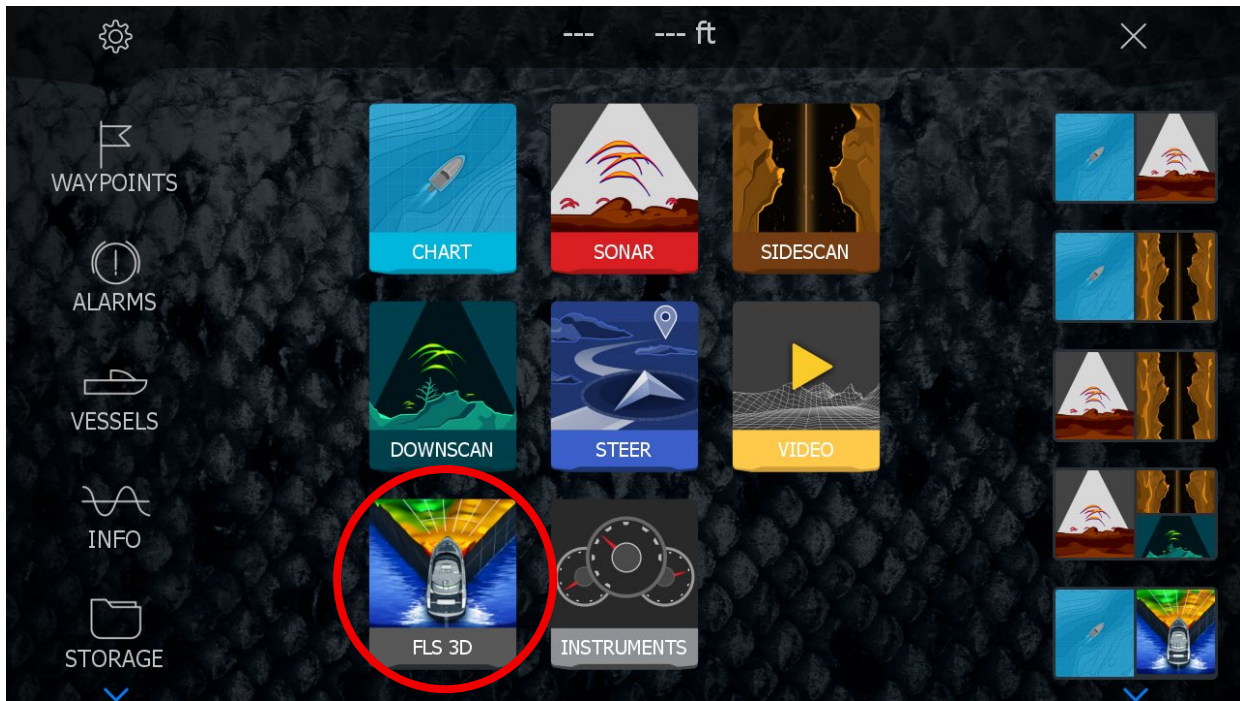 --- --- ft
WAYPOINTS
ALARMS
VESSELS
INFO
STORAGE
CHART
SONAR
SIDESCAN
DOWNSCAN
STEER
VIDEO
FLS 3D
INSTRUMENTS